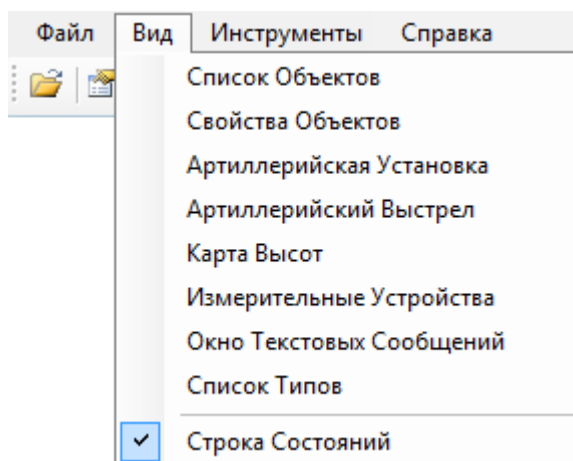 Файл Вид Инструменты Справка
Список Объектов
Свойства Объектов
Артиллерийская Установка
Артиллерийский Выстрел
Карта Высот
Измерительные Устройства
Окно Текстовых Сообщений
Список Типов
Строка Состояний